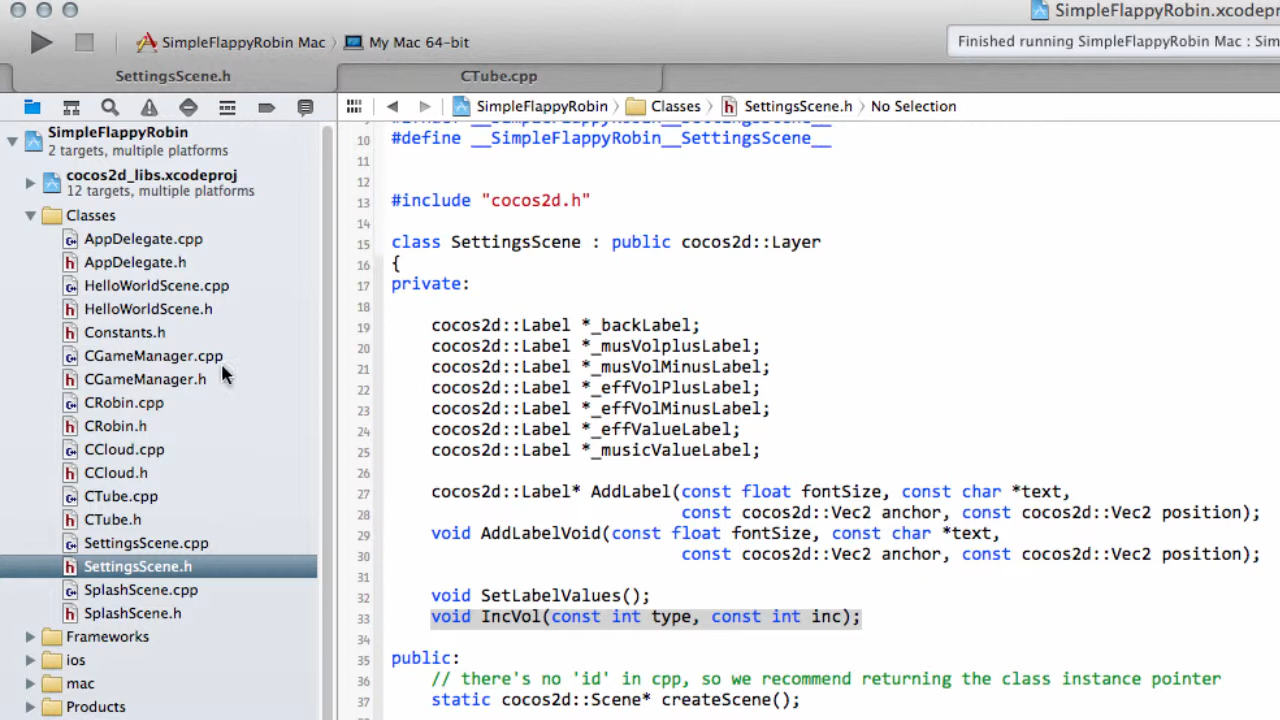 SimpleFlappyRobin.xcodeproj
SimpleFlappyRobin Mac
My Mac 64-bit
Finished running SimpleFlappyRobin Mac : Sim
SettingsScene.h
CTube.cpp
SimpleFlappyRobin
Classes
SettingsScene.h
No Selection
SimpleFlappyRobin
2 targets, multiple platforms
cocos2d_libs.xcodeproj
12 targets, multiple platforms
Classes
AppDelegate.cpp
AppDelegate.h
HelloWorldScene.cpp
HelloWorldScene.h
Constants.h
CGameManager.cpp
CGameManager.h
CRobin.cpp
CRobin.h
CCloud.cpp
CCloud.h
CTube.cpp
CTube.h
SettingsScene.cpp
SettingsScene.h
SplashScene.cpp
SplashScene.h
Frameworks
ios
mac
Products
10 #define __SimpleFlappyRobin__SettingsScene__
11
12
13 #include "cocos2d.h"
14
15 class SettingsScene : public cocos2d::Layer
16 {
17 private:
18
19 cocos2d::Label *_backLabel;
20 cocos2d::Label *_musVolplusLabel;
21 cocos2d::Label *_musVolMinusLabel;
22 cocos2d::Label *_effVolPlusLabel;
23 cocos2d::Label *_effVolMinusLabel;
24 cocos2d::Label *_effValueLabel;
25 cocos2d::Label *_musicValueLabel;
26
27 cocos2d::Label* AddLabel(const float fontSize, const char *text,
28 const cocos2d::Vec2 anchor, const cocos2d::Vec2 position);
29 void AddLabelVoid(const float fontSize, const char *text,
30 const cocos2d::Vec2 anchor, const cocos2d::Vec2 position);
31
32 void SetLabelValues();
33 void IncVol(const int type, const int inc);
34
35 public:
36 // there's no 'id' in cpp, so we recommend returning the class instance pointer
37 static cocos2d::Scene* createScene();